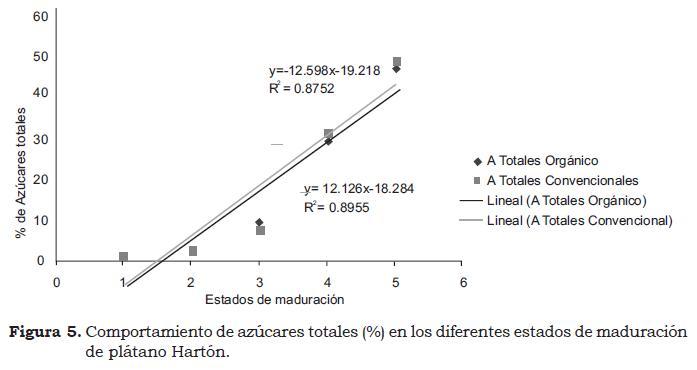 60
50
40
30
20
10
0
% de Azúcares totales
y=-12.598x-19.218
R² = 0.8752
y= 12.126x-18.284
R²= 0.8955
0 1 2 3 4 5 6
Estados de maduración
A Totales Orgánico
A Totales Convencionales
Lineal (A Totales Orgánico)
Lineal (A Totales Convencional)
Figura 5. Comportamiento de azúcares totales (%) en los diferentes estados de maduración
de plátano Hartón.